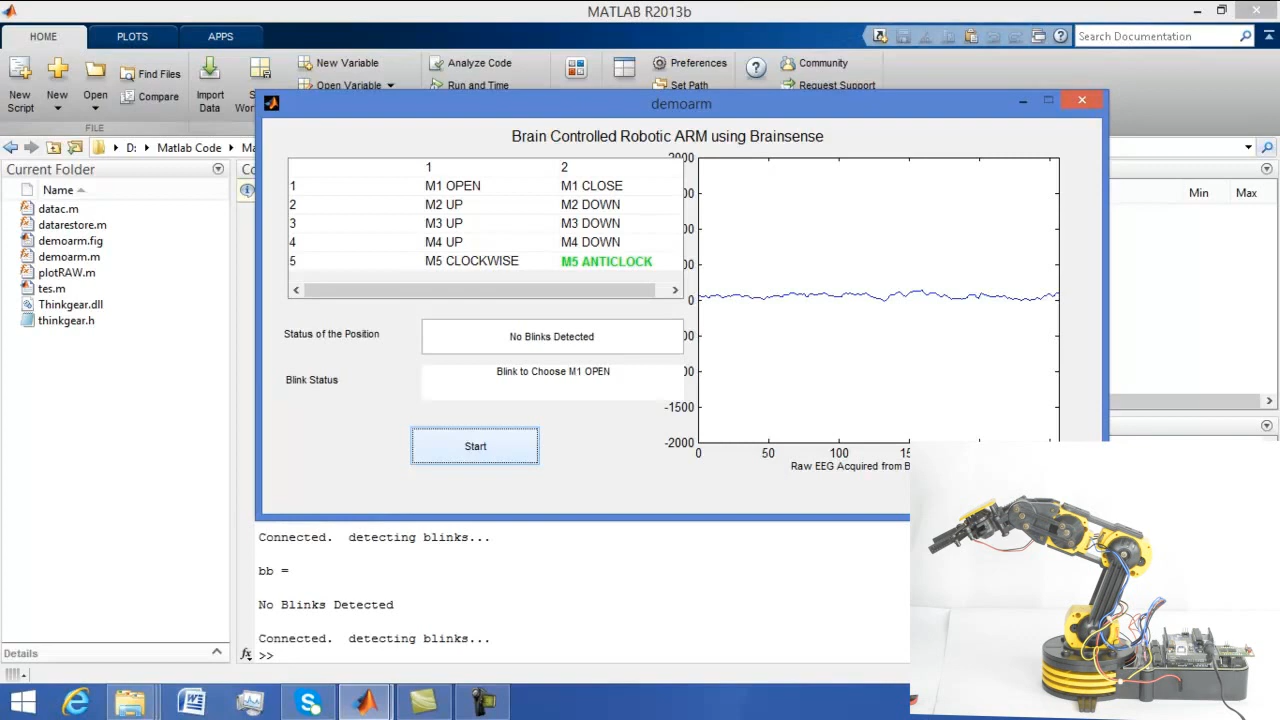 MATLAB R2013b
HOME PLOTS APPS
Search Documentation
New Script
New
Open
Find Files
Compare
Import Data
New Variable
Open Variable
Analyze Code
Run and Time
Preferences
Set Path
Community
Request Support
FILE
D: Matlab Code
Current Folder
Name
datac.m
datarestore.m
demoarm.fig
demoarm.m
plotRAW.m
tes.m
Thinkgear.dll
thinkgear.h
Details
Min Max
demoarm
Brain Controlled Robotic ARM using Brainsense
1 2
1 M1 OPEN M1 CLOSE
2 M2 UP M2 DOWN
3 M3 UP M3 DOWN
4 M4 UP M4 DOWN
5 M5 CLOCKWISE M5 ANTICLOCK
Status of the Position
No Blinks Detected
Blink Status
Blink to Choose M1 OPEN
Start
0
-1500
-2000
0 50 100
Raw EEG Acquired from
Connected. detecting blinks...
bb =
No Blinks Detected
Connected. detecting blinks...
fx >>